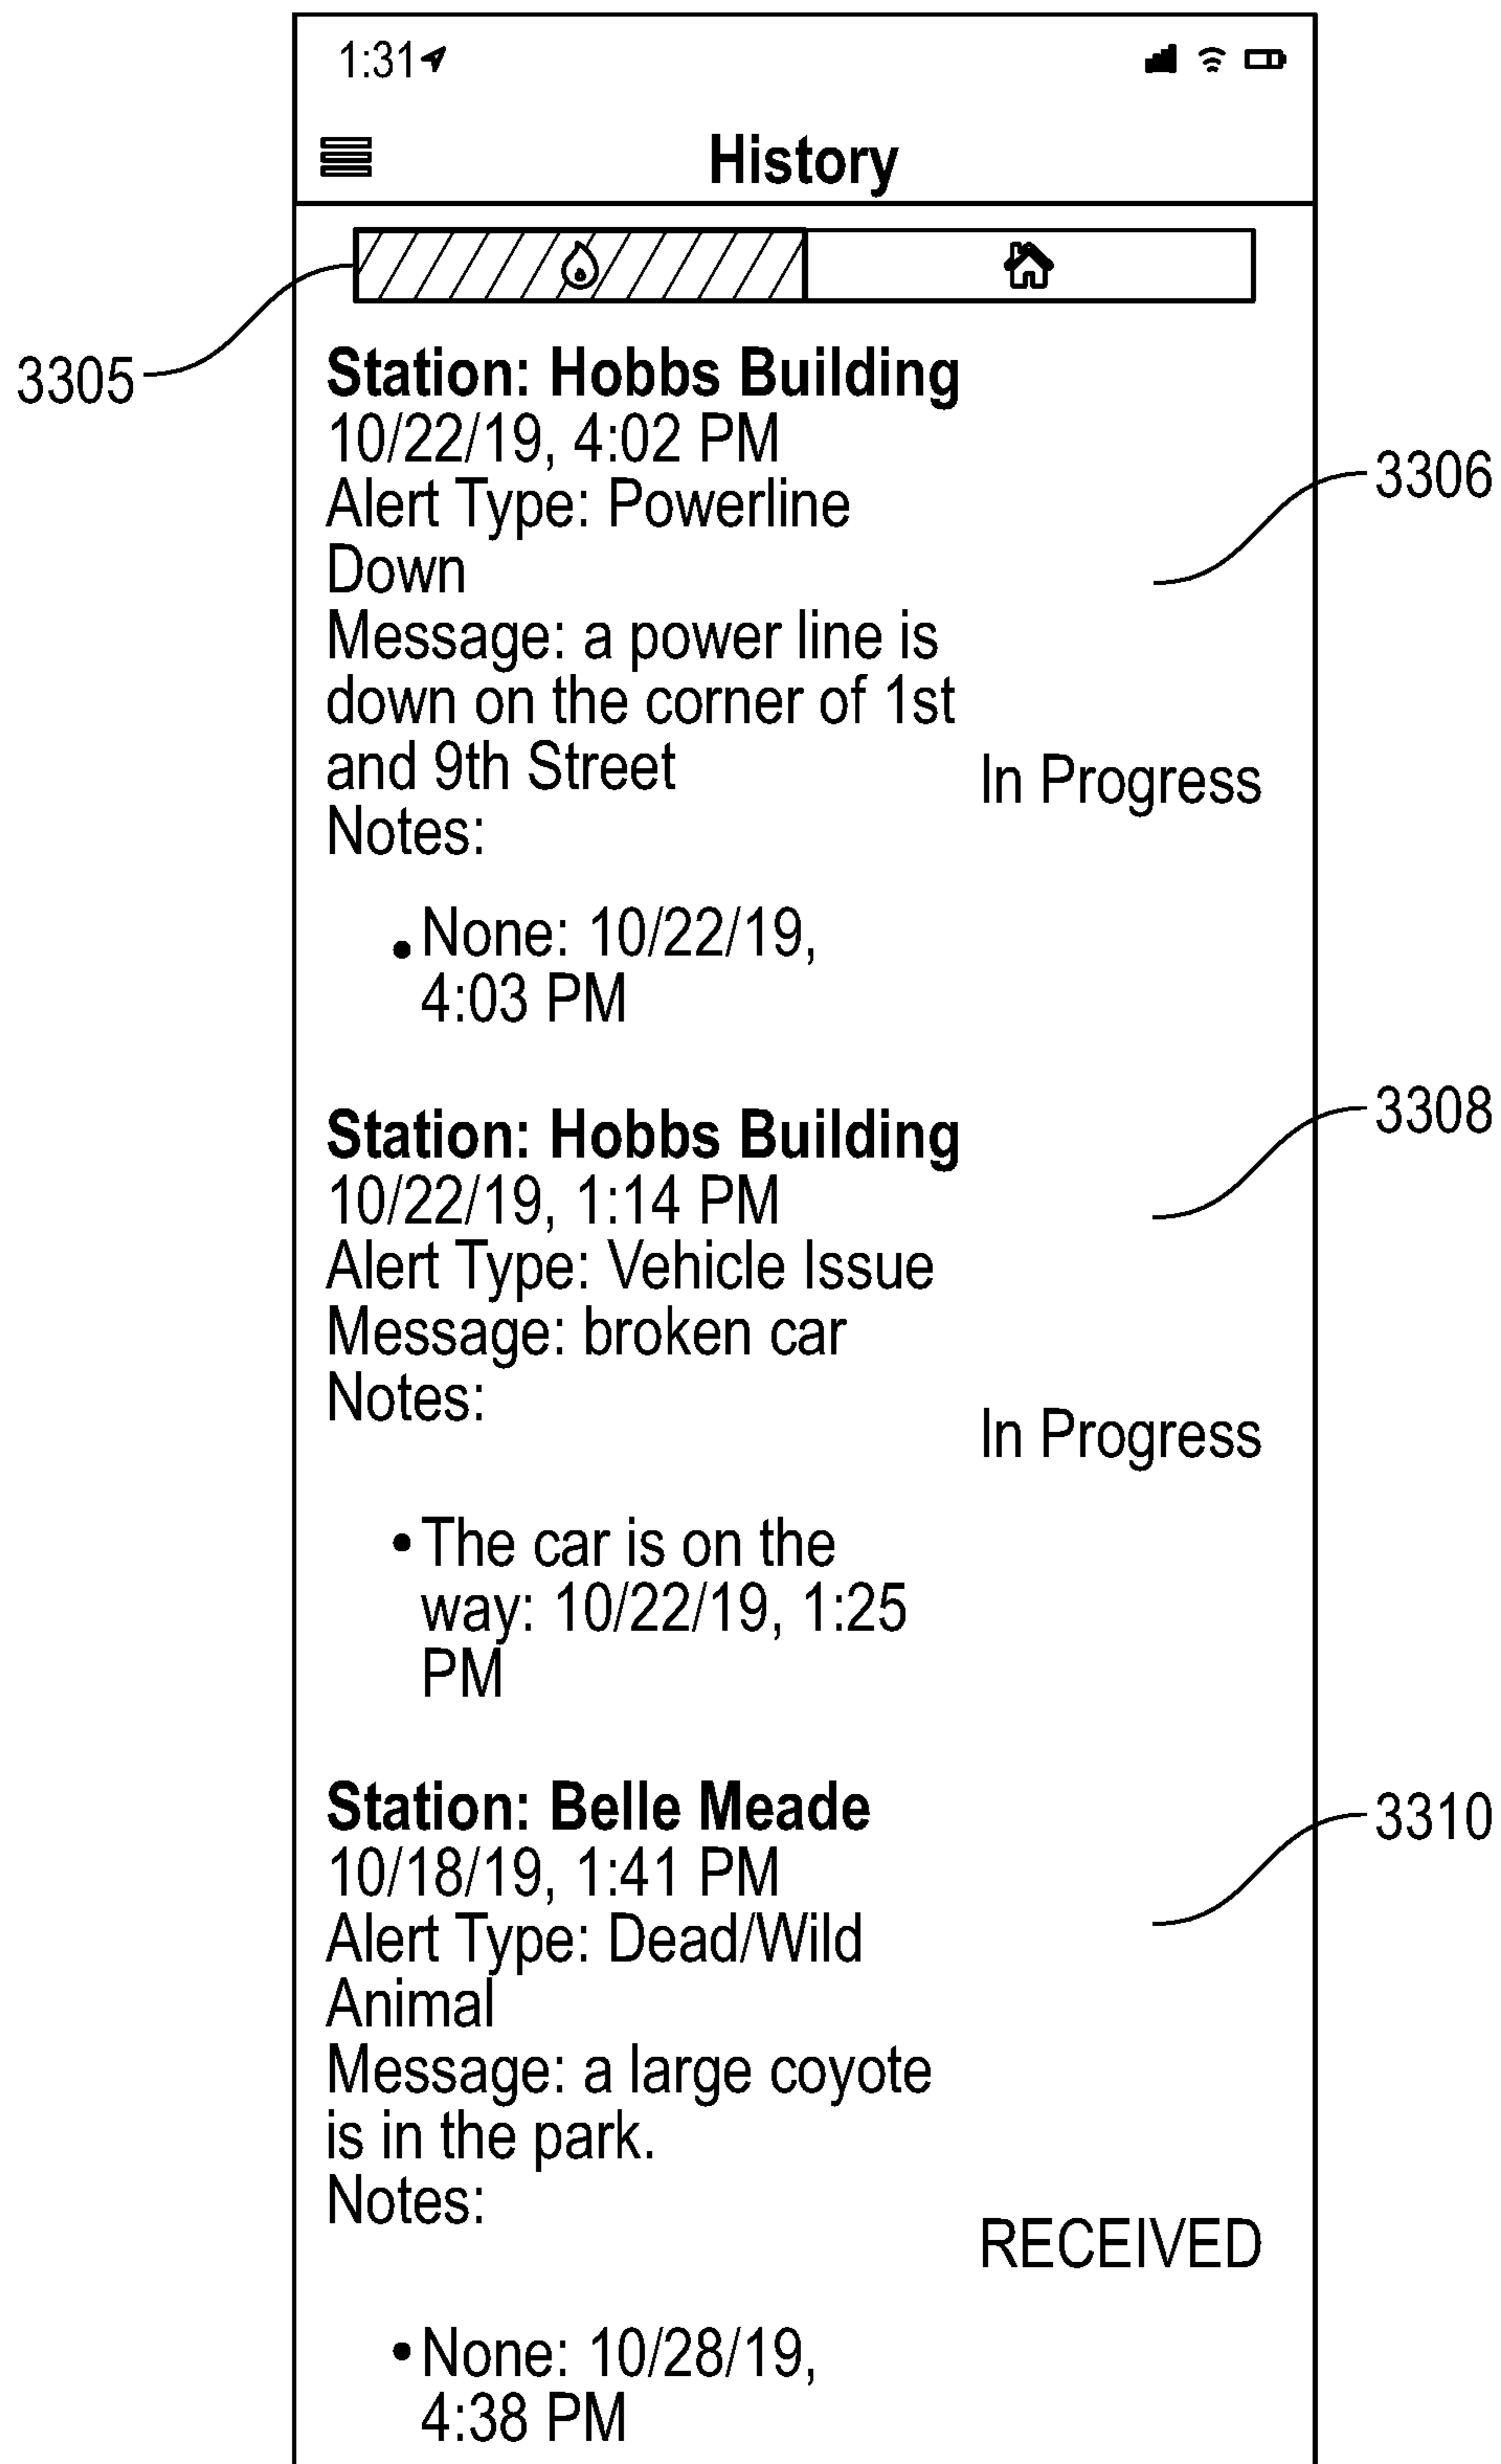 1:31
History
3305
Station: Hobbs Building
10/22/19, 4:02 PM
3306
Alert Type: Powerline
Down
Message: a power line is
down on the corner of 1st
and 9th Street
In Progress
Notes:
• None: 10/22/19,
4:03 PM
3308
Station: Hobbs Building
10/22/19, 1:14 PM
Alert Type: Vehicle Issue
Message: broken car
Notes:
In Progress
• The car is on the
way: 10/22/19, 1:25
PM
Station: Belle Meade
3310
10/18/19, 1:41 PM
Alert Type: Dead/Wild
Animal
Message: a large coyote
is in the park.
Notes:
RECEIVED
• None: 10/28/19,
4:38 PM